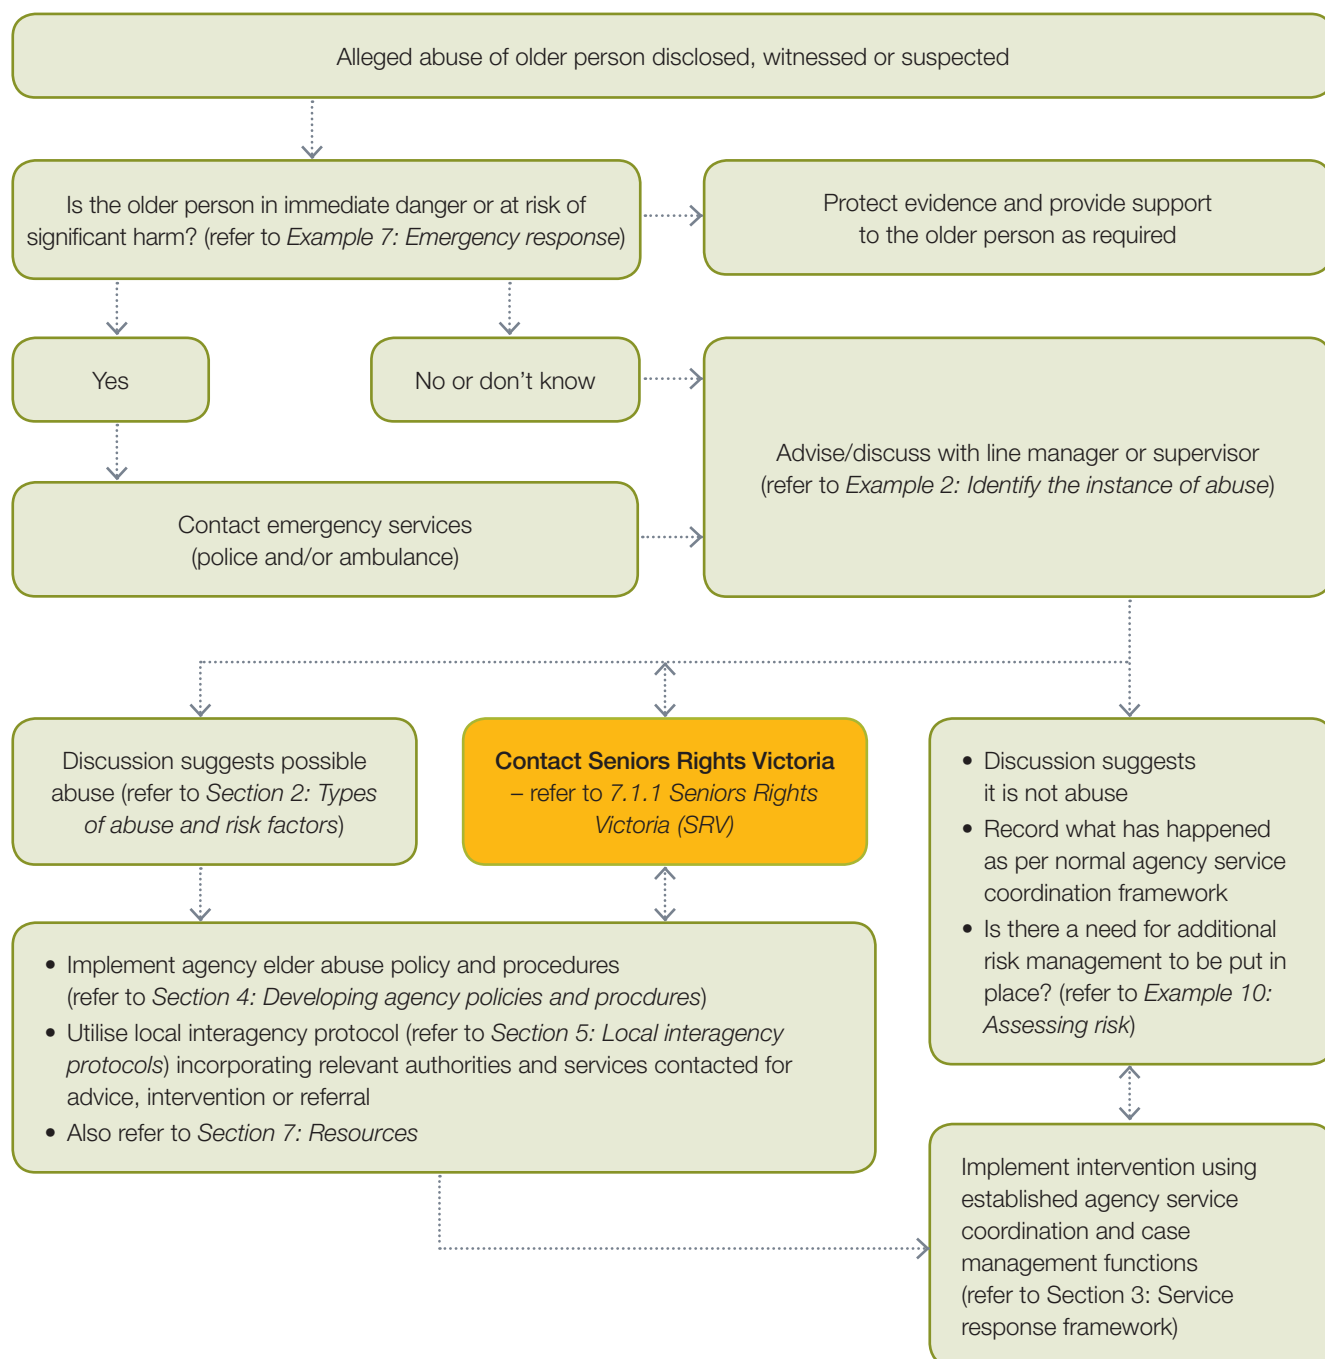 Alleged abuse of older person disclosed, witnessed or suspected
Is the older person in immediate danger or at risk of
significant harm? (refer to Example 7: Emergency response)
Protect evidence and provide support
to the older person as required
Yes
No or don’t know
Advise/discuss with line manager or supervisor
(refer to Example 2: Identify the instance of abuse)
Contact emergency services
(police and/or ambulance)
Discussion suggests possible
abuse (refer to Section 2: Types
of abuse and risk factors)
Contact Seniors Rights Victoria
– refer to 7.1.1 Seniors Rights
Victoria (SRV)
• Discussion suggests
it is not abuse
• Record what has happened
as per normal agency service
coordination framework
• Is there a need for additional
risk management to be put in
place? (refer to Example 10:
Assessing risk)
• Implement agency elder abuse policy and procedures
(refer to Section 4: Developing agency policies and procdures)
• Utilise local interagency protocol (refer to Section 5: Local interagency
protocols) incorporating relevant authorities and services contacted for
advice, intervention or referral
• Also refer to Section 7: Resources
Implement intervention using
established agency service
coordination and case
management functions
(refer to Section 3: Service
response framework)